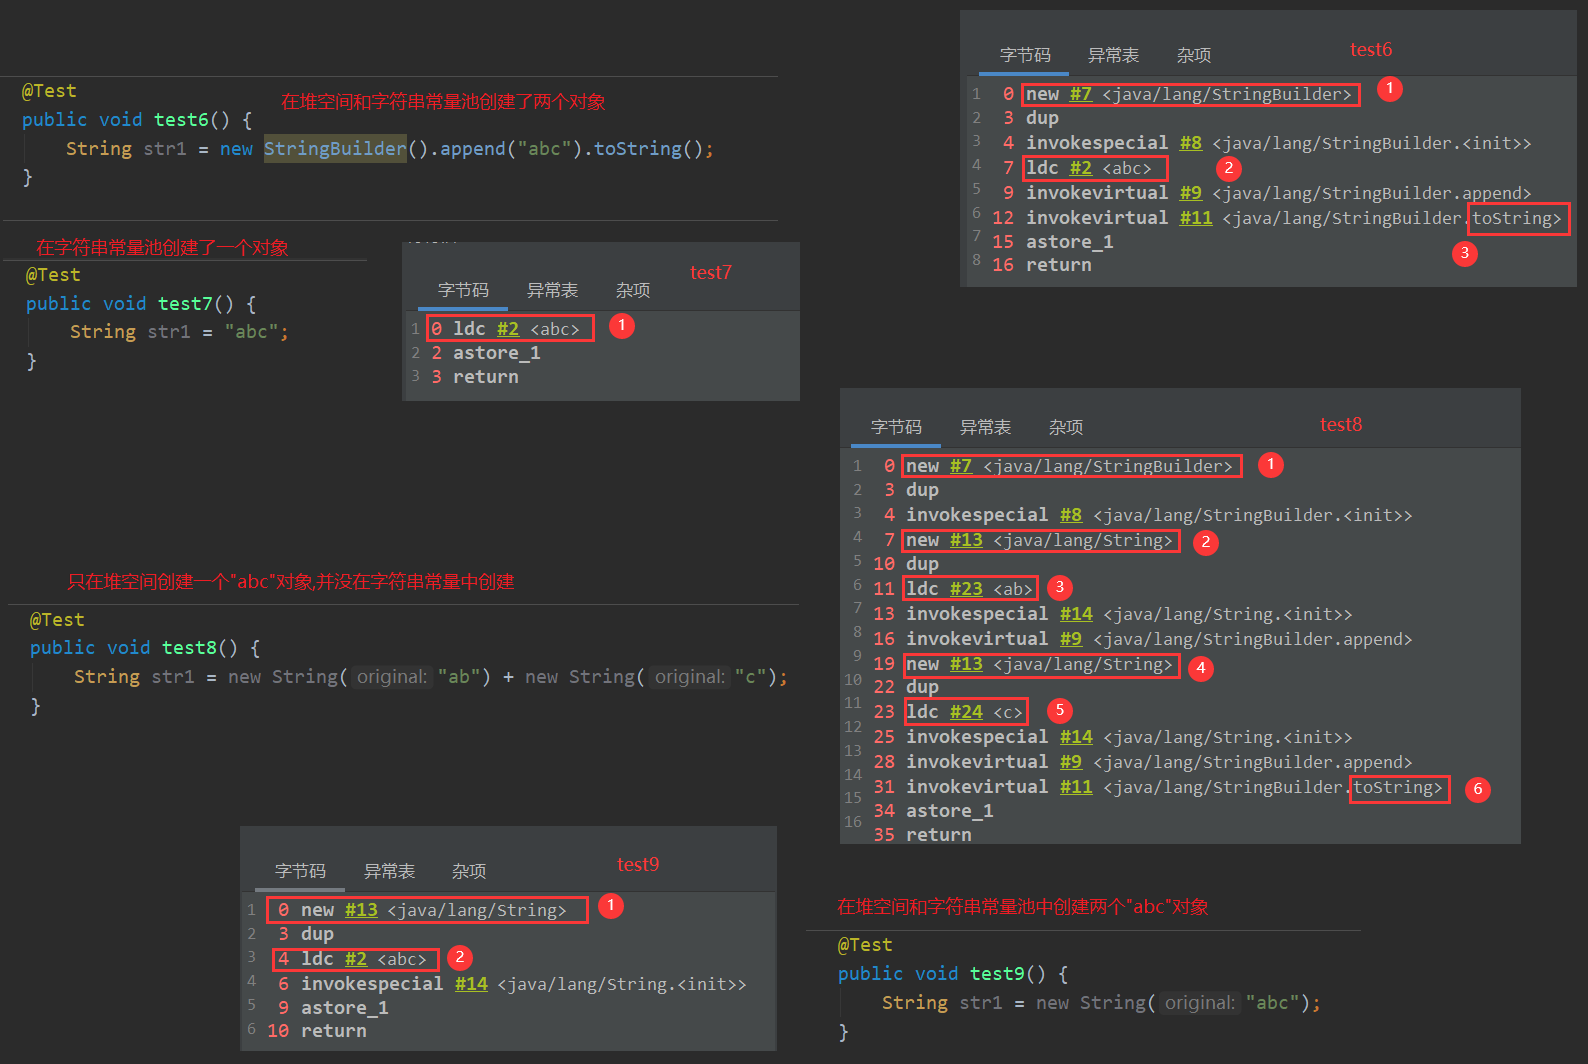 @Test
在堆空间和字符串常量池创建了两个对象
public void test6() {
String str1 = new StringBuilder().append("abc").toString();
}
字节码 异常表 杂项 test6
1 0 new #7 <java/lang/StringBuilder> 1
2 3 dup
3 4 invokespecial #8 <java/lang/StringBuilder.<init>>
4 7 ldc #2 <abc> 2
5 9 invokevirtual #9 <java/lang/StringBuilder.append>
6 12 invokevirtual #11 <java/lang/StringBuilder.toString>
7 15 astore_1 3
8 16 return
在字符串常量池创建了一个对象
@Test
public void test7() {
String str1 = "abc";
}
字节码 异常表 杂项 test7
1 0 ldc #2 <abc> 1
2 2 astore_1
3 3 return
只在堆空间创建一个"abc"对象,并没在字符串常量中创建
@Test
public void test8() {
String str1 = new String( original: "ab") + new String( original: "c");
}
字节码 异常表 杂项 test8
1 0 new #7 <java/lang/StringBuilder> 1
2 3 dup
3 4 invokespecial #8 <java/lang/StringBuilder.<init>>
4 7 new #13 <java/lang/String> 2
5 10 dup
6 11 ldc #23 <ab> 3
7 13 invokespecial #14 <java/lang/String.<init>>
8 16 invokevirtual #9 <java/lang/StringBuilder.append>
9 19 new #13 <java/lang/String> 4
10 22 dup
11 23 ldc #24 <c> 5
12 25 invokespecial #14 <java/lang/String.<init>>
13 28 invokevirtual #9 <java/lang/StringBuilder.append>
14 31 invokevirtual #11 <java/lang/StringBuilder.toString> 6
15 34 astore_1
16 35 return
字节码 异常表 杂项 test9
1 0 new #13 <java/lang/String> 1
2 3 dup
3 4 ldc #2 <abc> 2
4 6 invokespecial #14 <java/lang/String.<init>>
5 9 astore_1
6 10 return
在堆空间和字符串常量池中创建两个"abc"对象
@Test
public void test9() {
String str1 = new String( original: "abc");
}